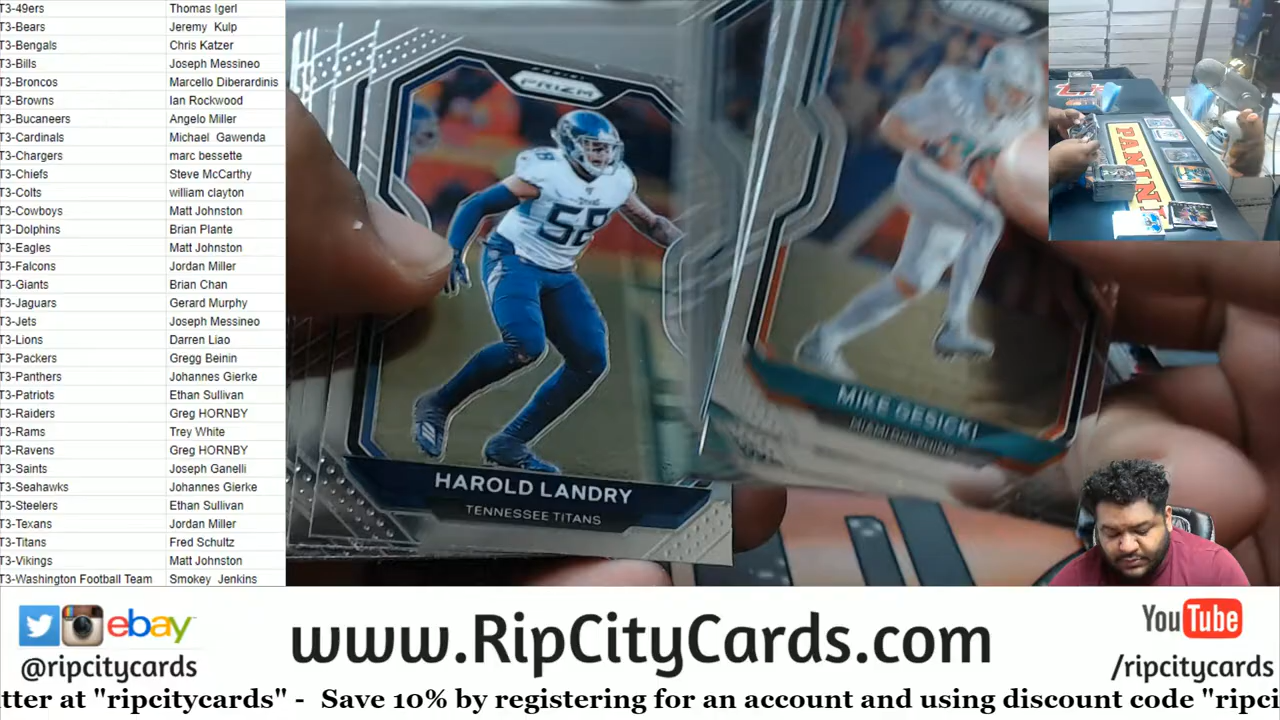 T3-49ers Thomas Igerl
T3-Bears Jeremy Kulp
T3-Bengals Chris Katzer
T3-Bills Joseph Messineo
T3-Broncos Marcello Diberardinis
T3-Browns Ian Rockwood
T3-Bucaneers Angelo Miller
T3-Cardinals Michael Gawenda
T3-Chargers marc bessette
T3-Chiefs Steve McCarthy
T3-Colts william clayton
T3-Cowboys Matt Johnston
T3-Dolphins Brian Plante
T3-Eagles Matt Johnston
T3-Falcons Jordan Miller
T3-Giants Brian Chan
T3-Jaguars Gerard Murphy
T3-Jets Joseph Messineo
T3-Lions Darren Liao
T3-Packers Gregg Beinin
T3-Panthers Johannes Gierke
T3-Patriots Ethan Sullivan
T3-Raiders Greg HORNBY
T3-Rams Trey White
T3-Ravens Greg HORNBY
T3-Saints Joseph Ganelli
T3-Seahawks Johannes Gierke
T3-Steelers Ethan Sullivan
T3-Texans Jordan Miller
T3-Titans Fred Schultz
T3-Vikings Matt Johnston
T3-Washington Football Team Smokey Jenkins
PANINI
PRIZM
TITANS
58
58
HAROLD LANDRY
TENNESSEE TITANS
MIKE GESICKI
MIAMI DOLPHINS
PANINI
ebay
@ripcitycards
www.RipCityCards.com
YouTube
/ripcitycards
tter at "ripcitycards" - Save 10% by registering for an account and using discount code "ripci